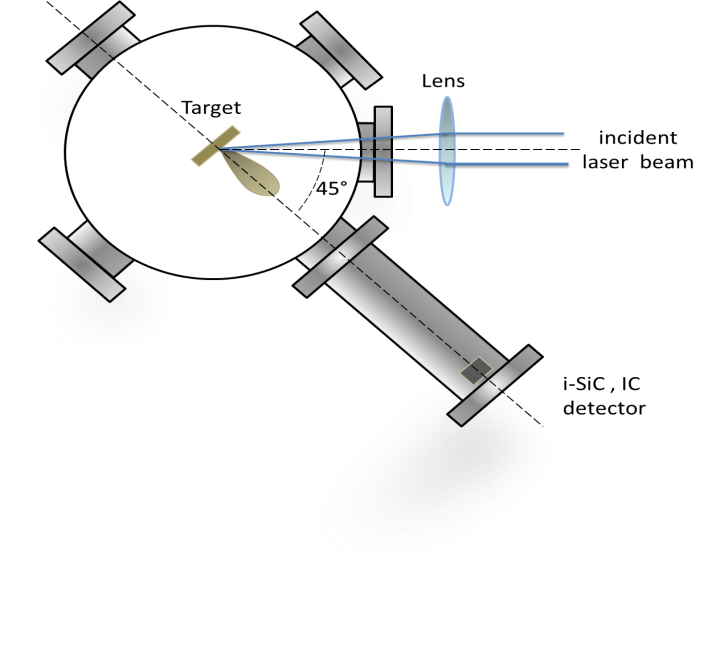 Lens
Target
incident
laser beam
45°
i-SiC , IC
detector